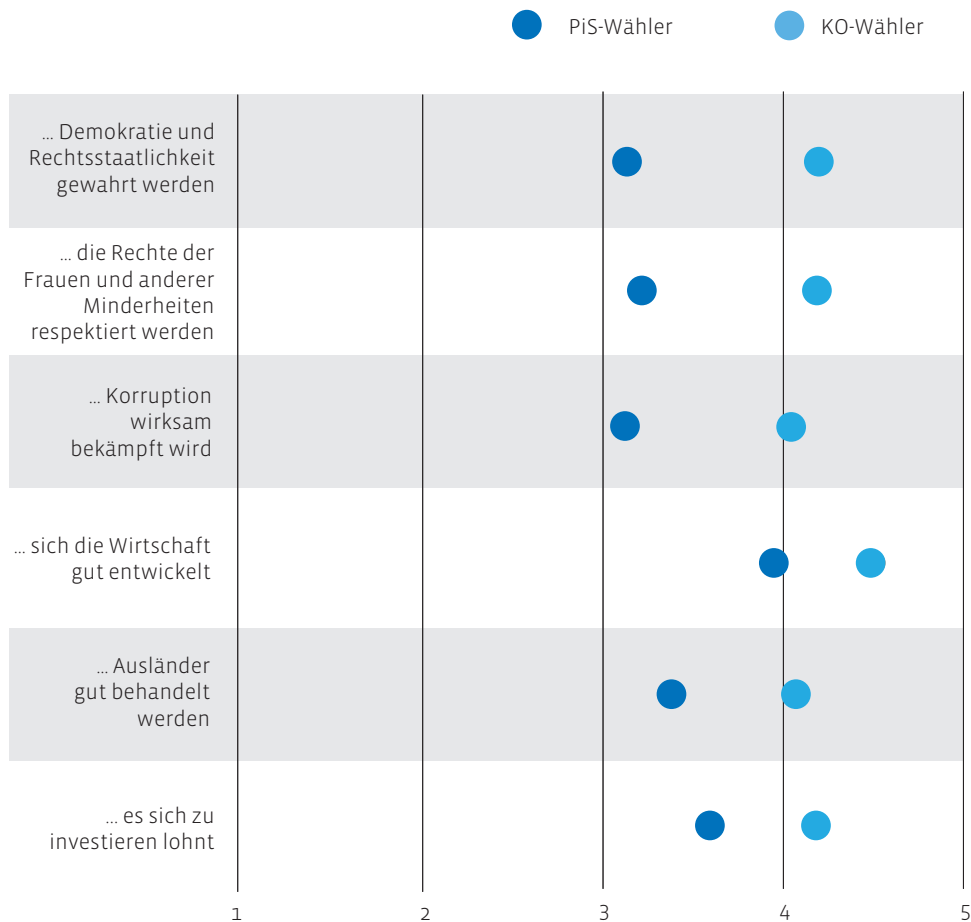 PiS-Wähler
KO-Wähler
... Demokratie und
Rechtsstaatlichkeit
gewahrt werden
... die Rechte der
Frauen und anderer
Minderheiten
respektiert werden
... Korruption
wirksam
bekämpft wird
... sich die Wirtschaft
gut entwickelt
... Ausländer
gut behandelt
werden
... es sich zu
investieren lohnt
1
2
3
4
5